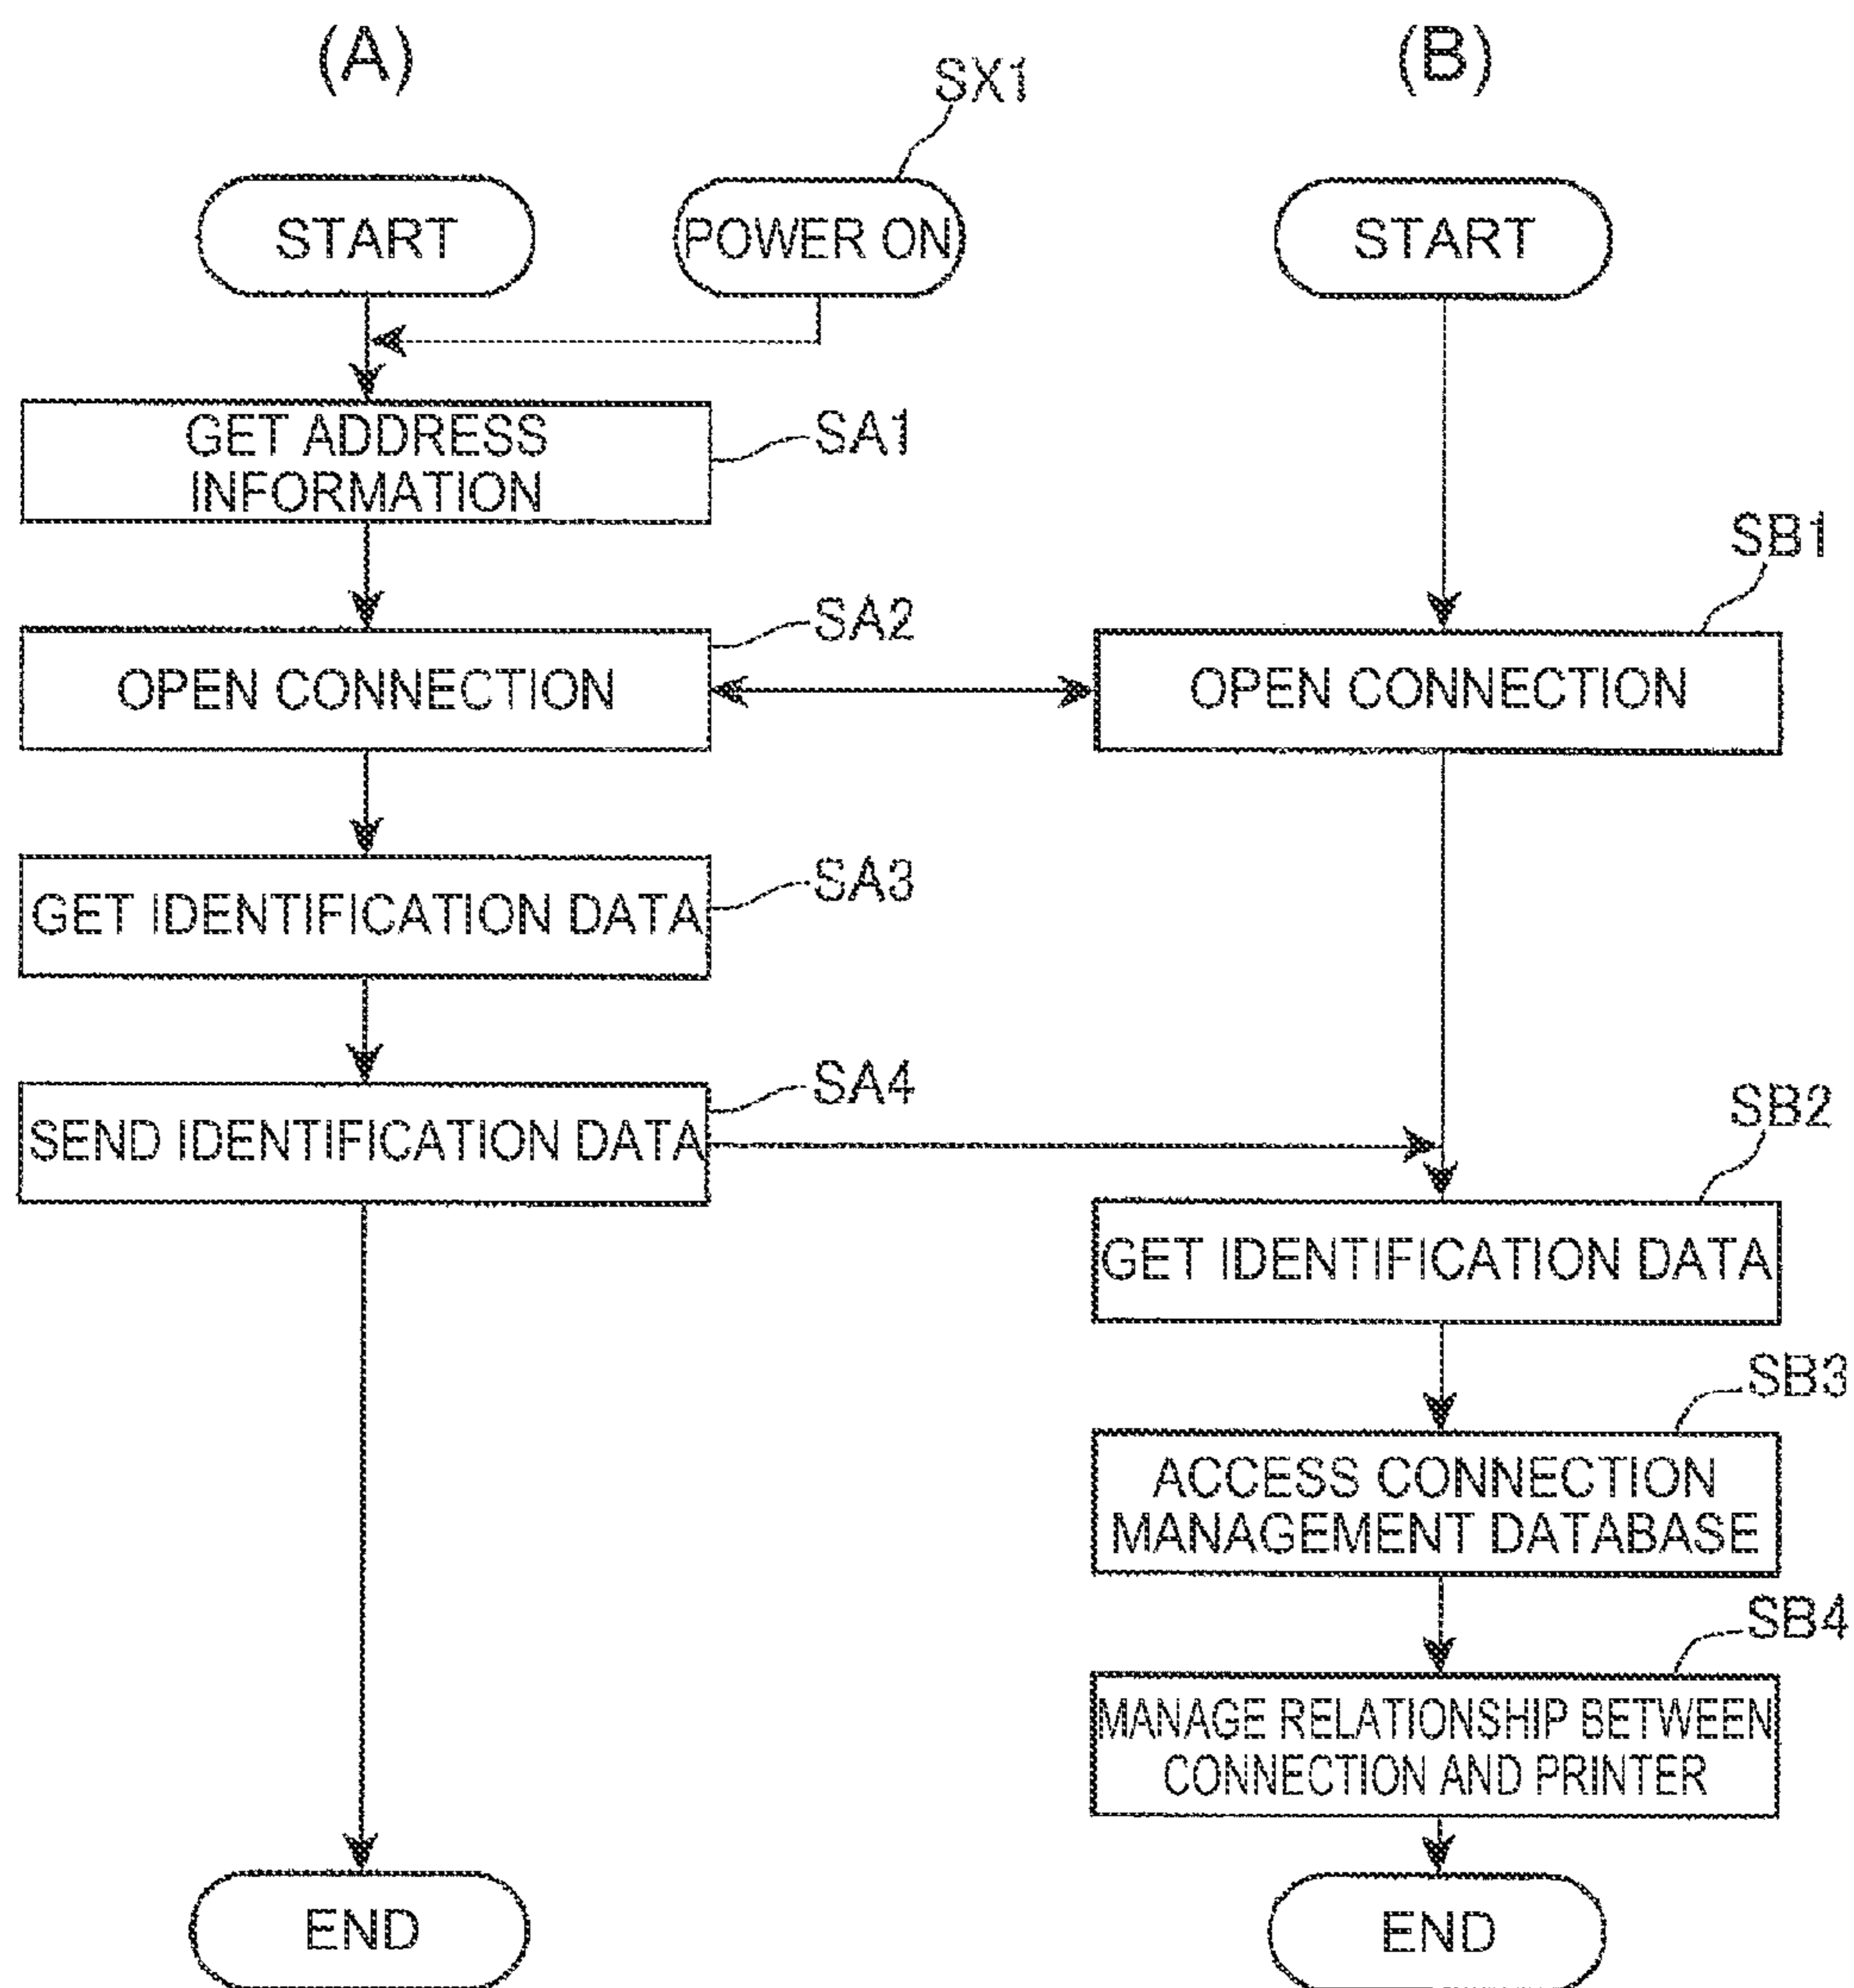 (A)
(B)
SX1
START
POWER ON
START
GET ADDRESS
INFORMATION
SA1
SB1
SA2
OPEN CONNECTION
OPEN CONNECTION
SA3
GET IDENTIFICATION DATA
SA4
SEND IDENTIFICATION DATA
SB2
GET IDENTIFICATION DATA
SB3
ACCESS CONNECTION
MANAGEMENT DATABASE
SB4
MANAGE RELATIONSHIP BETWEEN
CONNECTION AND PRINTER
END
END